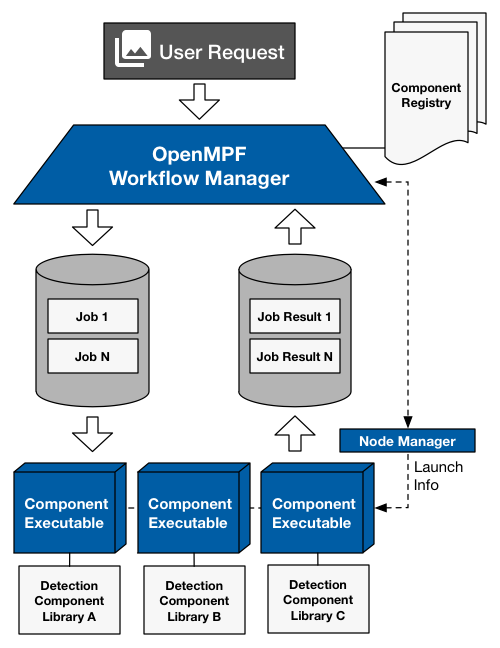 User Request
Component
Registry
OpenMPF
Workflow Manager
Job 1
Job N
Job Result 1
Job Result N
Node Manager
Launch
Info
Component
Executable
Component
Executable
Component
Executable
Detection
Component
Library A
Detection
Component
Library B
Detection
Component
Library C